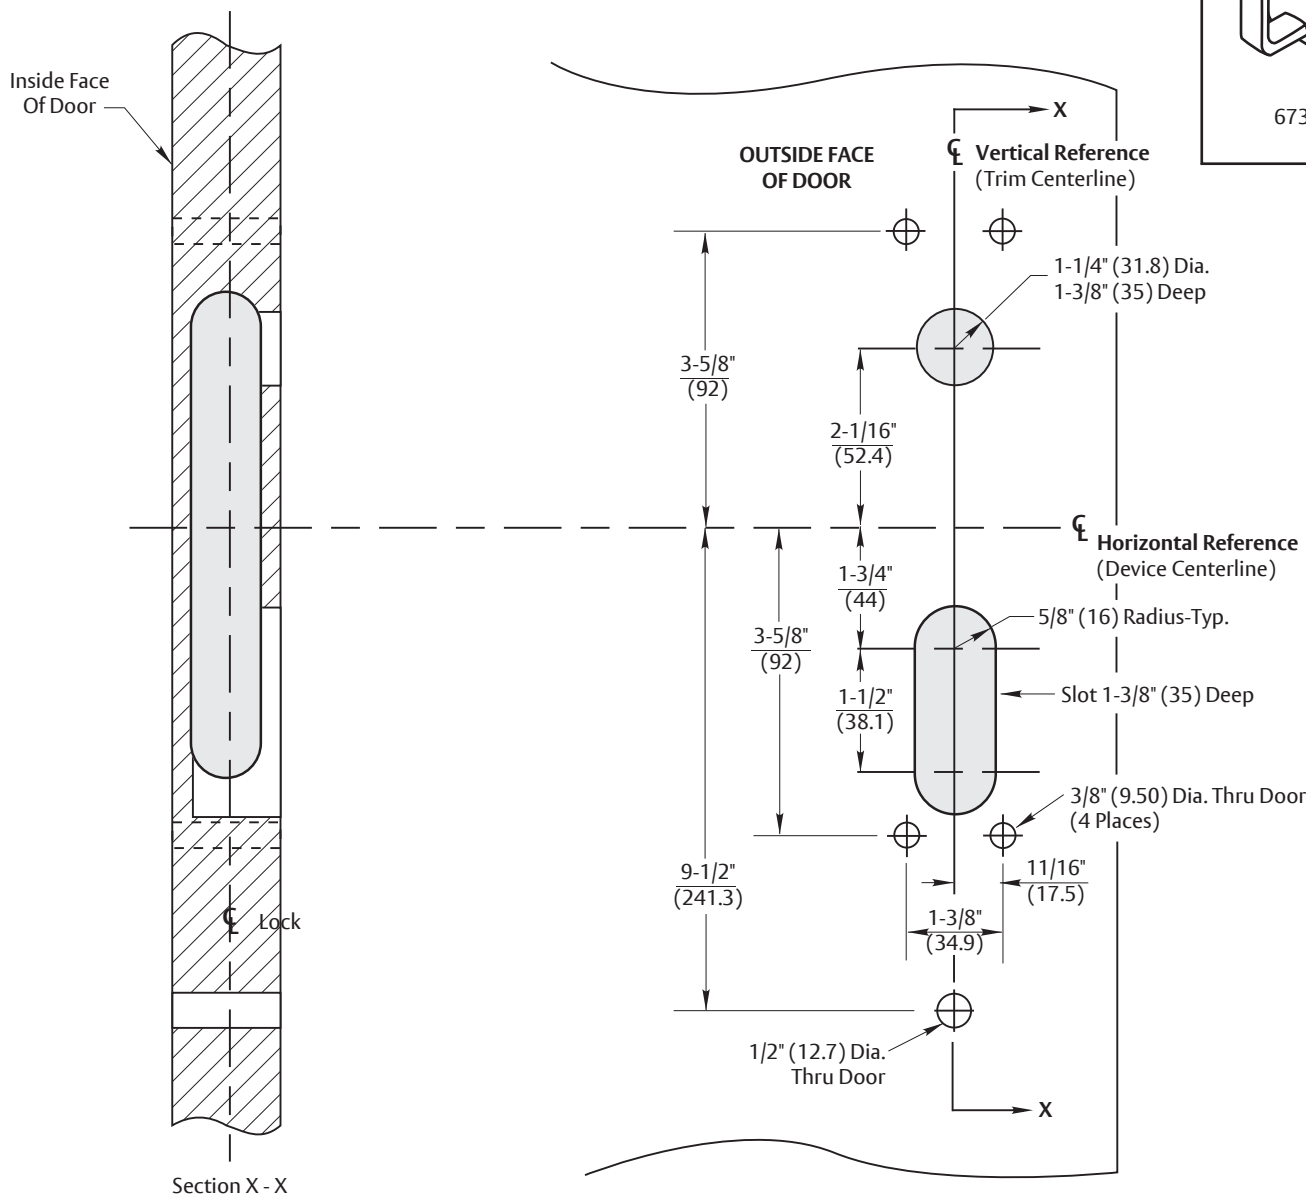 Inside Face
Of Door
673
X
OUTSIDE FACE
OF DOOR
℄ Vertical Reference
(Trim Centerline)
1-1/4" (31.8) Dia.
1-3/8" (35) Deep
3-5/8"
(92)
2-1/16"
(52.4)
℄ Horizontal Reference
(Device Centerline)
1-3/4"
(44)
5/8" (16) Radius-Typ.
3-5/8"
(92)
1-1/2"
(38.1)
Slot 1-3/8" (35) Deep
3/8" (9.50) Dia. Thru Door
(4 Places)
9-1/2"
(241.3)
11/16"
(17.5)
1-3/8"
(34.9)
℄ Lock
1/2" (12.7) Dia.
Thru Door
X
Section X - X